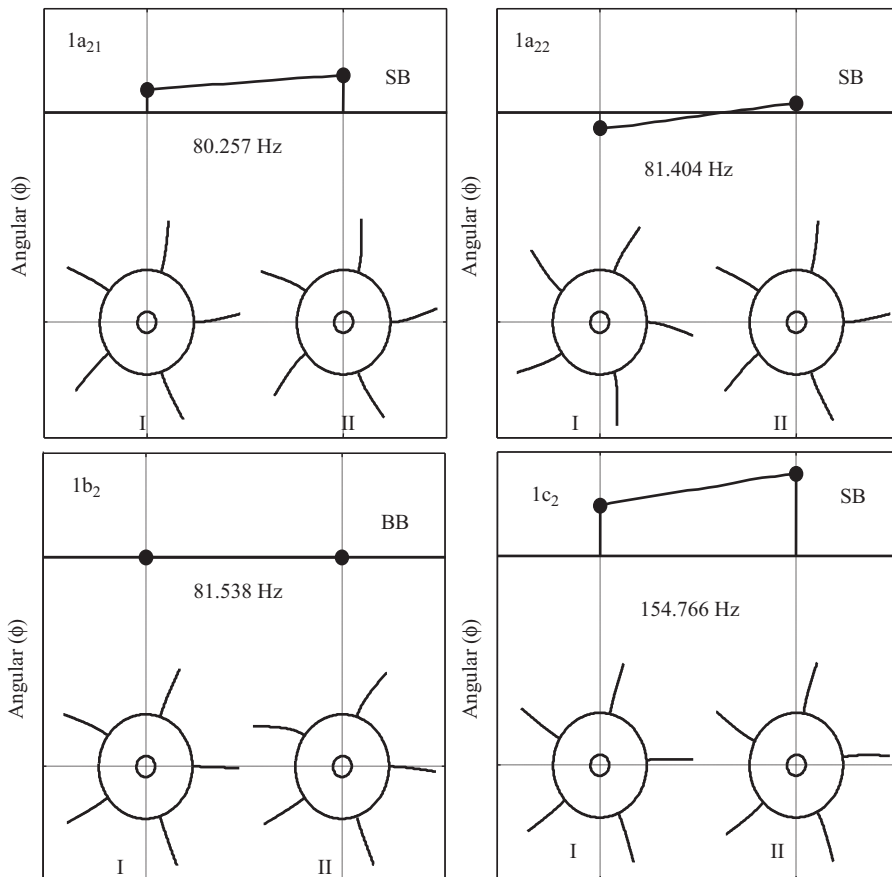 1a₂₁
SB
80.257 Hz
Angular (ϕ)
I
II
1a₂₂
SB
81.404 Hz
Angular (ϕ)
I
II
1b₂
BB
81.538 Hz
Angular (ϕ)
I
II
1c₂
SB
154.766 Hz
Angular (ϕ)
I
II